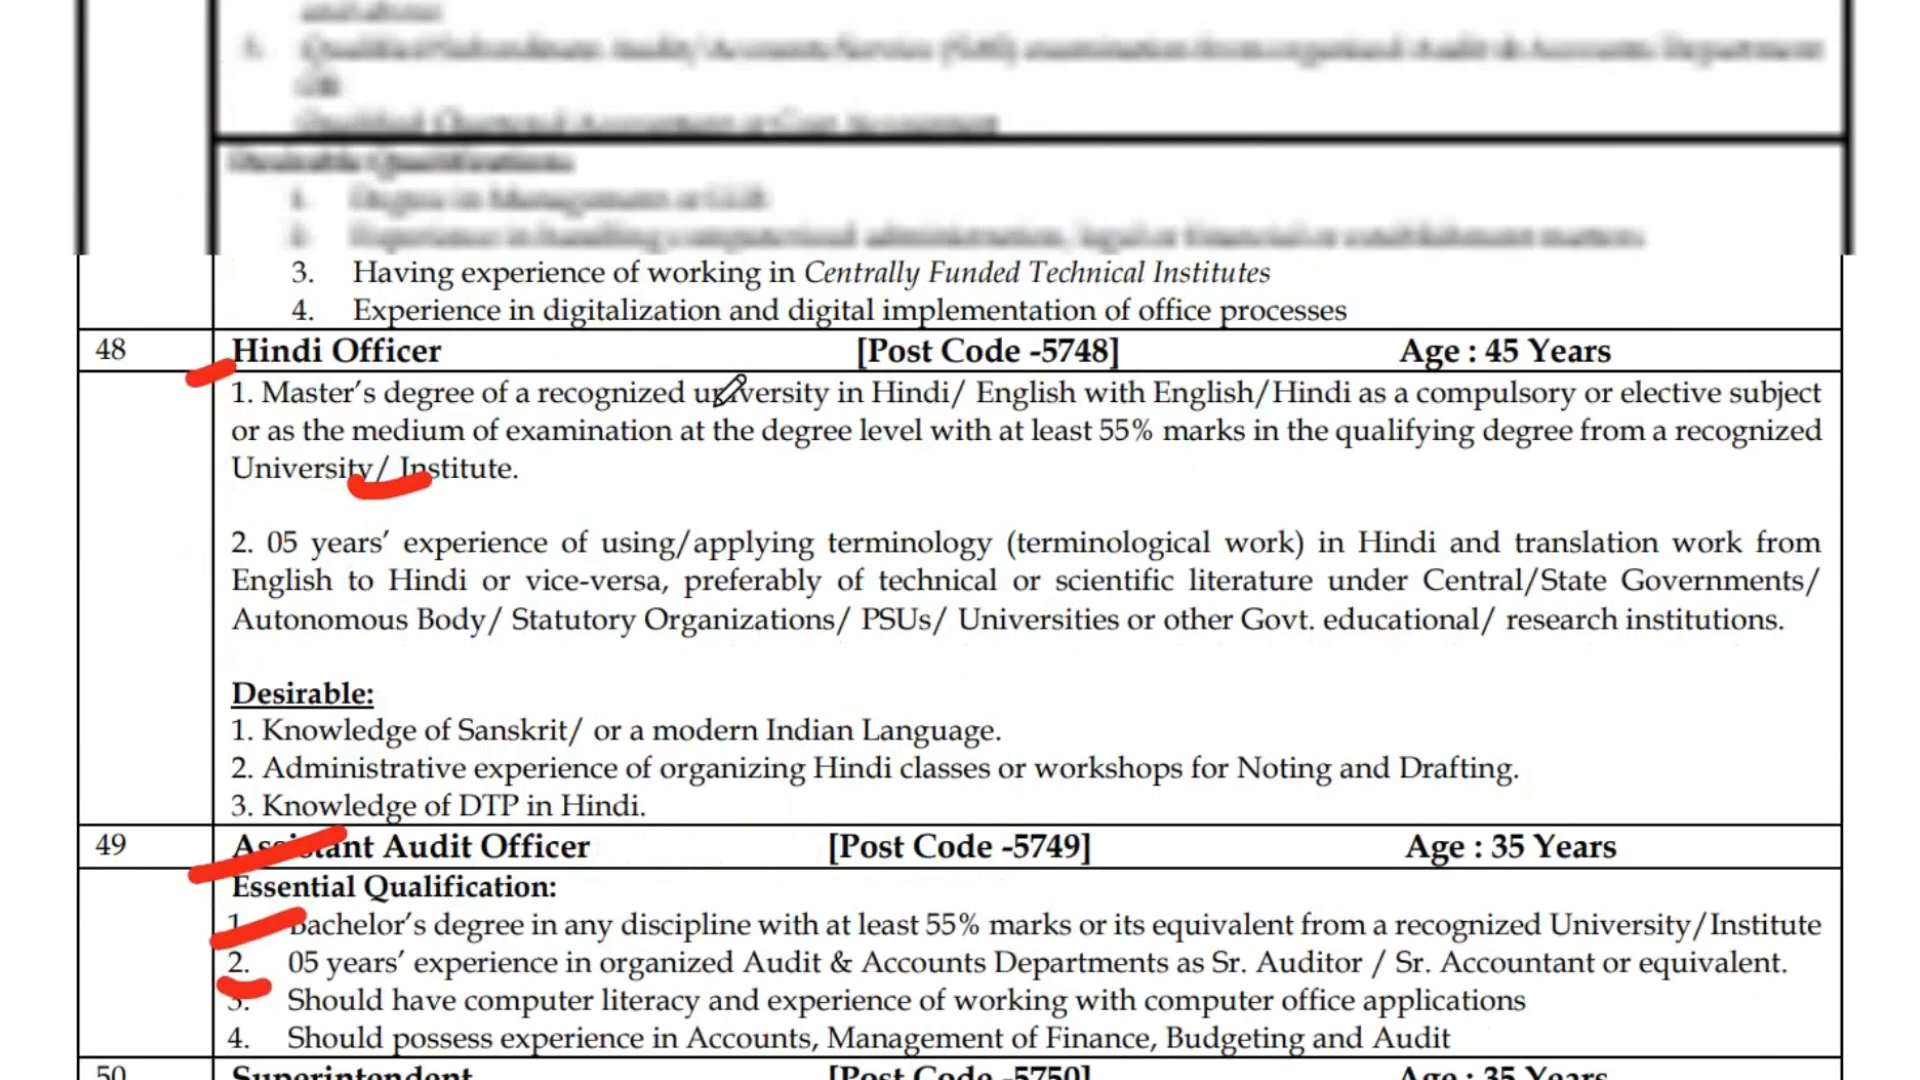 3. Having experience of working in Centrally Funded Technical Institutes
4. Experience in digitalization and digital implementation of office processes
48 Hindi Officer [Post Code -5748] Age : 45 Years
1. Master's degree of a recognized university in Hindi/ English with English/Hindi as a compulsory or elective subject
or as the medium of examination at the degree level with at least 55% marks in the qualifying degree from a recognized
University/ Institute.
2. 05 years' experience of using/applying terminology (terminological work) in Hindi and translation work from
English to Hindi or vice-versa, preferably of technical or scientific literature under Central/State Governments/
Autonomous Body/ Statutory Organizations/ PSUs/ Universities or other Govt. educational/ research institutions.
Desirable:
1. Knowledge of Sanskrit/ or a modern Indian Language.
2. Administrative experience of organizing Hindi classes or workshops for Noting and Drafting.
3. Knowledge of DTP in Hindi.
49 Assistant Audit Officer [Post Code -5749] Age : 35 Years
Essential Qualification:
1. Bachelor's degree in any discipline with at least 55% marks or its equivalent from a recognized University/Institute
2. 05 years' experience in organized Audit & Accounts Departments as Sr. Auditor / Sr. Accountant or equivalent.
3. Should have computer literacy and experience of working with computer office applications
4. Should possess experience in Accounts, Management of Finance, Budgeting and Audit
50 Superintendent [Post Code -5750] Age : 35 Years